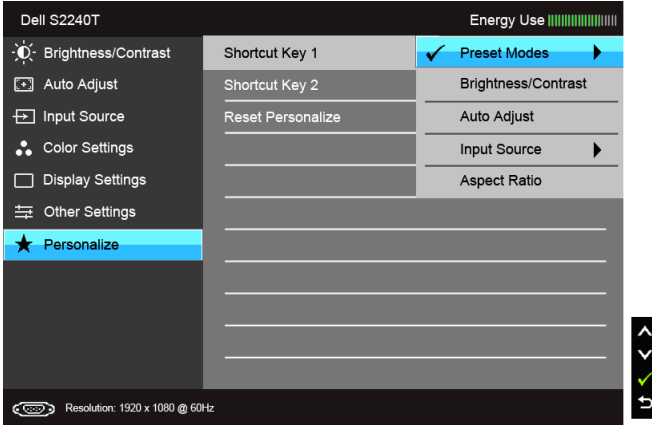 Dell S2240T
Energy Use
Brightness/Contrast
Auto Adjust
Input Source
Color Settings
Display Settings
Other Settings
Personalize
Shortcut Key 1
Shortcut Key 2
Reset Personalize
Preset Modes
Brightness/Contrast
Auto Adjust
Input Source
Aspect Ratio
Resolution: 1920 x 1080 @ 60Hz